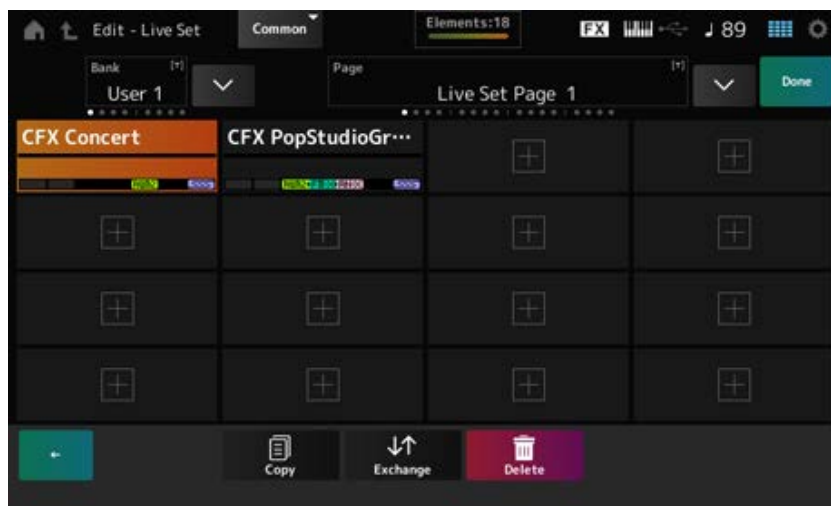 Edit - Live Set
Common
Elements:18
FX
89
Bank
User 1
Page
Live Set Page 1
Done
CFX Concert
CFX PopStudioGr···
Copy
Exchange
Delete